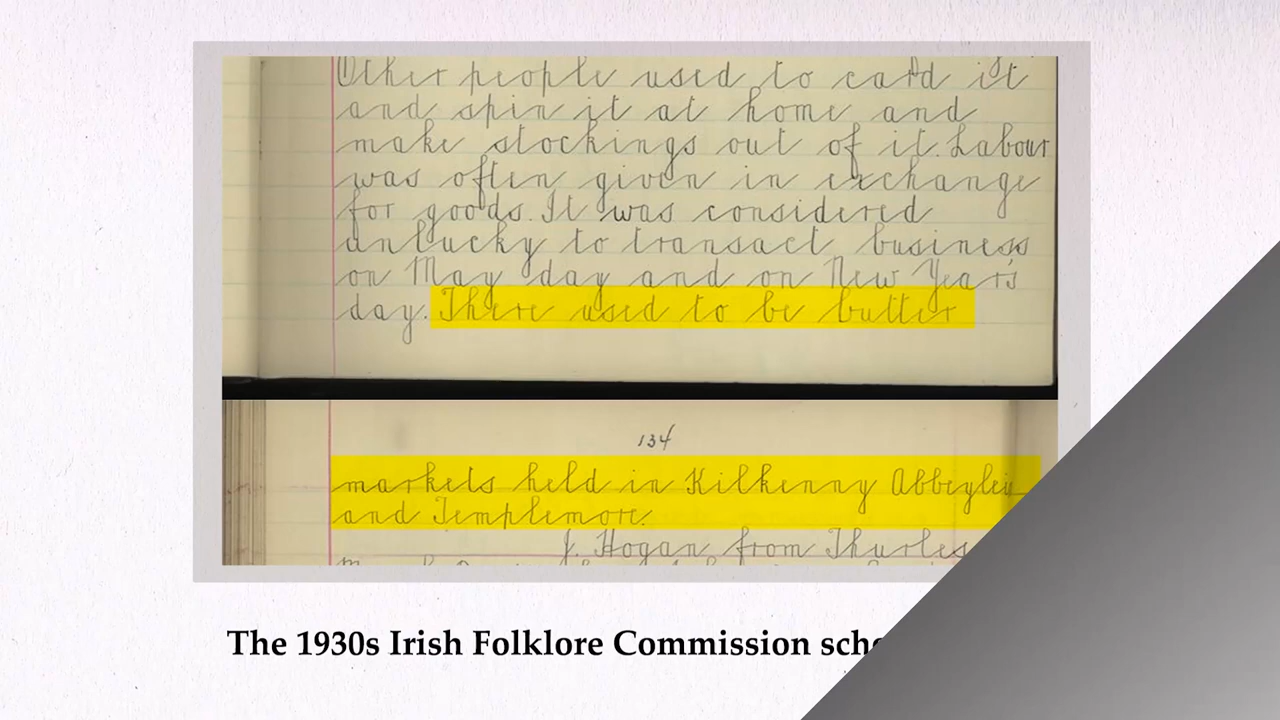 Other people used to card it
and spin it at home and
make stockings out of it. Labour
was often given in exchange
for goods. It was considered
unlucky to transact business
on May day and on New Year's
day. There used to be butter
134
markets held in Kilkenny Abbeyleix
and Templemore.
J. Hogan from Thurles
The 1930s Irish Folklore Commission